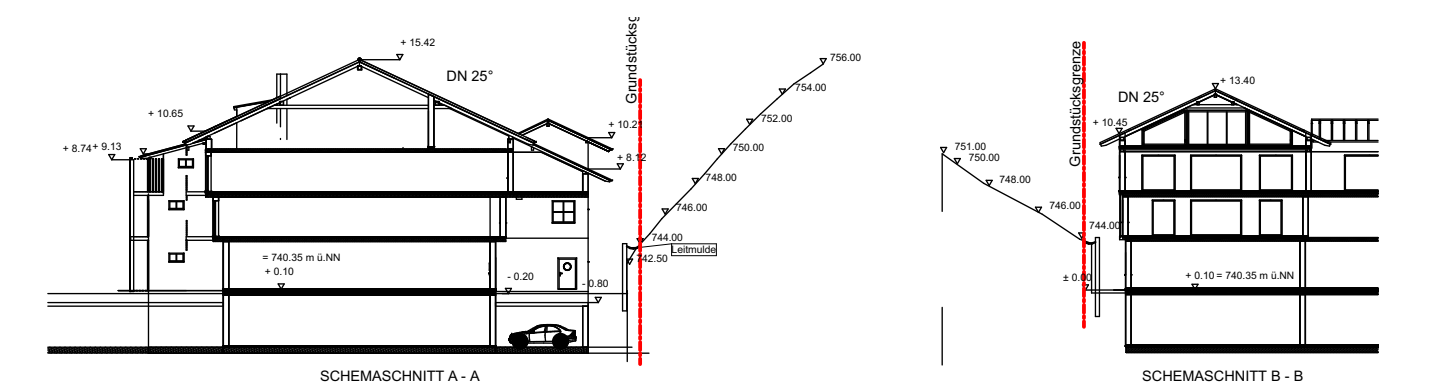 + 15.42
DN 25°
+ 10.65
+ 8.74
+ 9.13
= 740.35 m ü.NN
+ 0.10
- 0.20
- 0.80
+ 8.12
Grundstücksg
756.00
754.00
752.00
750.00
748.00
746.00
744.00
Leitmulde
742.50
SCHEMASCHNITT A - A
751.00
750.00
748.00
746.00
744.00
Grundstücksgrenze
DN 25°
+ 13.40
+ 10.45
± 0.00
+ 0.10 = 740.35 m ü.NN
SCHEMASCHNITT B - B